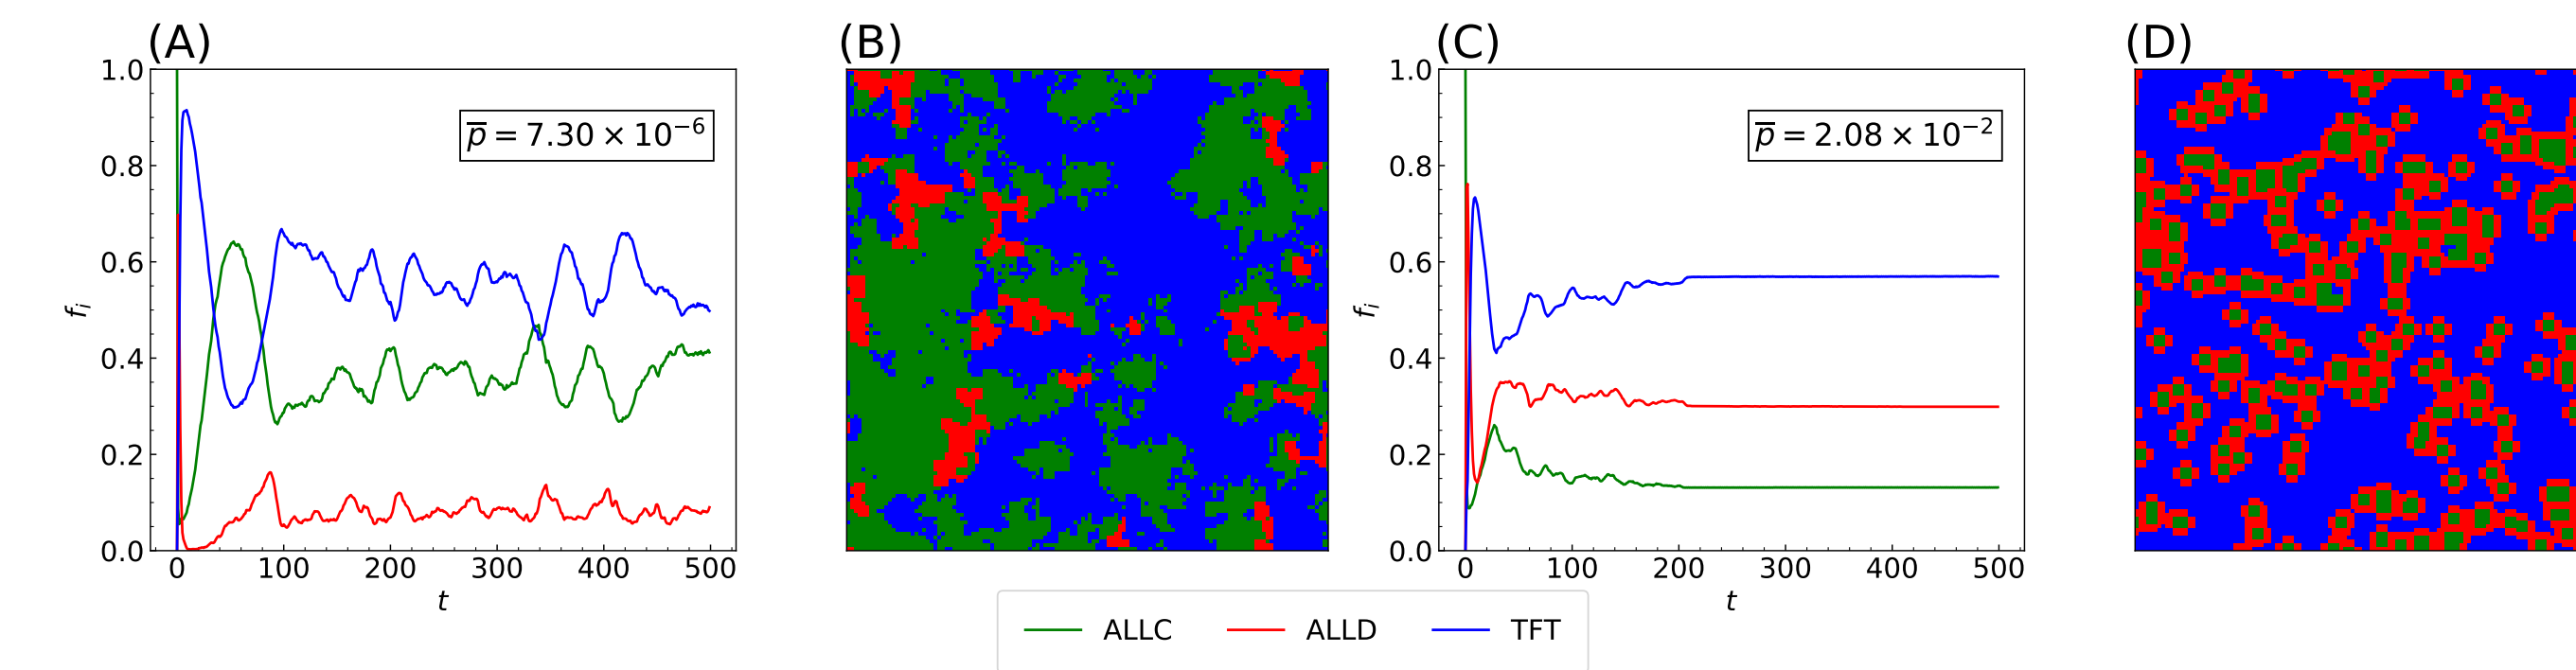 (A)
1.0
0.8
0.6
0.4
0.2
0.0
f_i
p̅ = 7.30 × 10⁻⁶
0 100 200 300 400 500
t
(B)
(C)
1.0
0.8
0.6
0.4
0.2
0.0
f_i
p̅ = 2.08 × 10⁻²
0 100 200 300 400 500
t
(D)
ALLC ALLD TFT